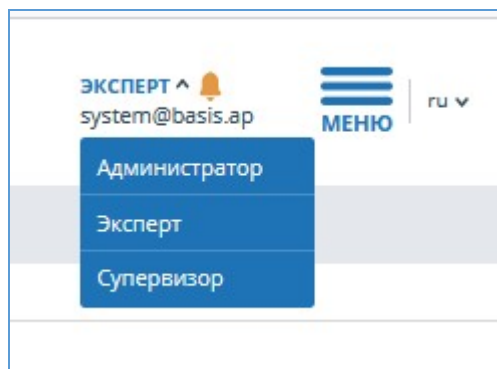 ЭКСПЕРТ
system@basis.ap
МЕНЮ
ru
Администратор
Эксперт
Супервизор